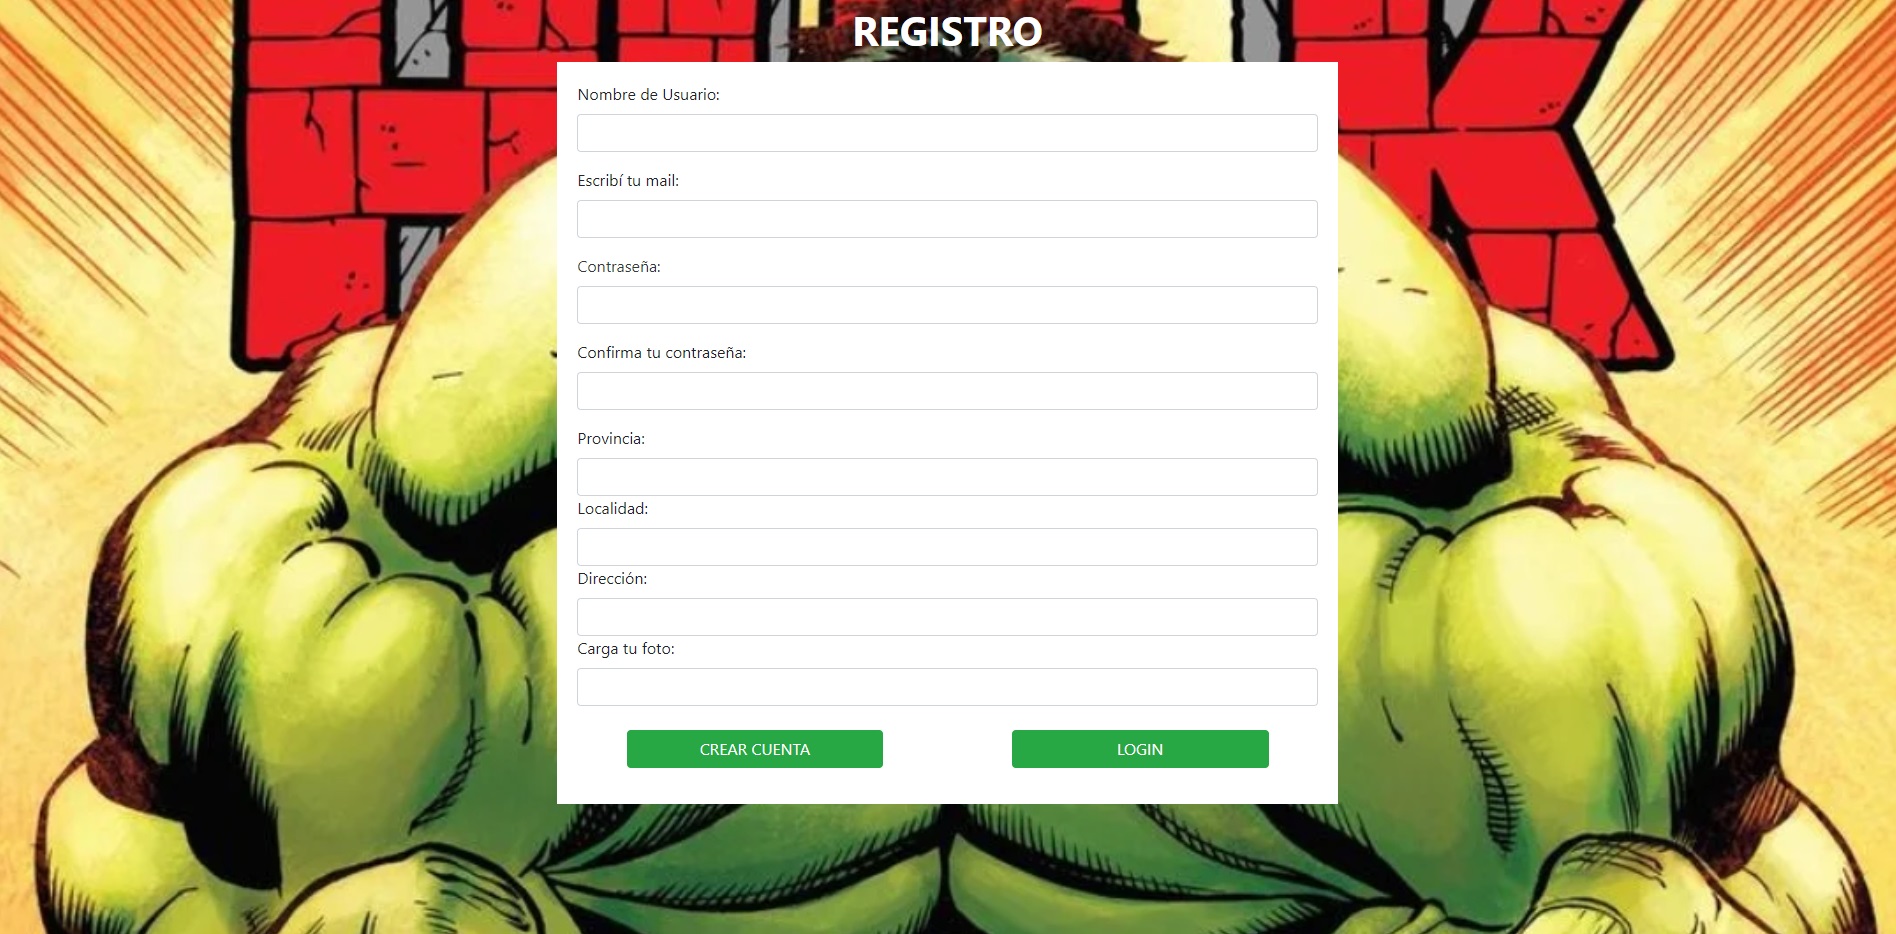 REGISTRO
Nombre de Usuario:
Escribí tu mail:
Contraseña:
Confirma tu contraseña:
Provincia:
Localidad:
Dirección:
Carga tu foto:
CREAR CUENTA
LOGIN